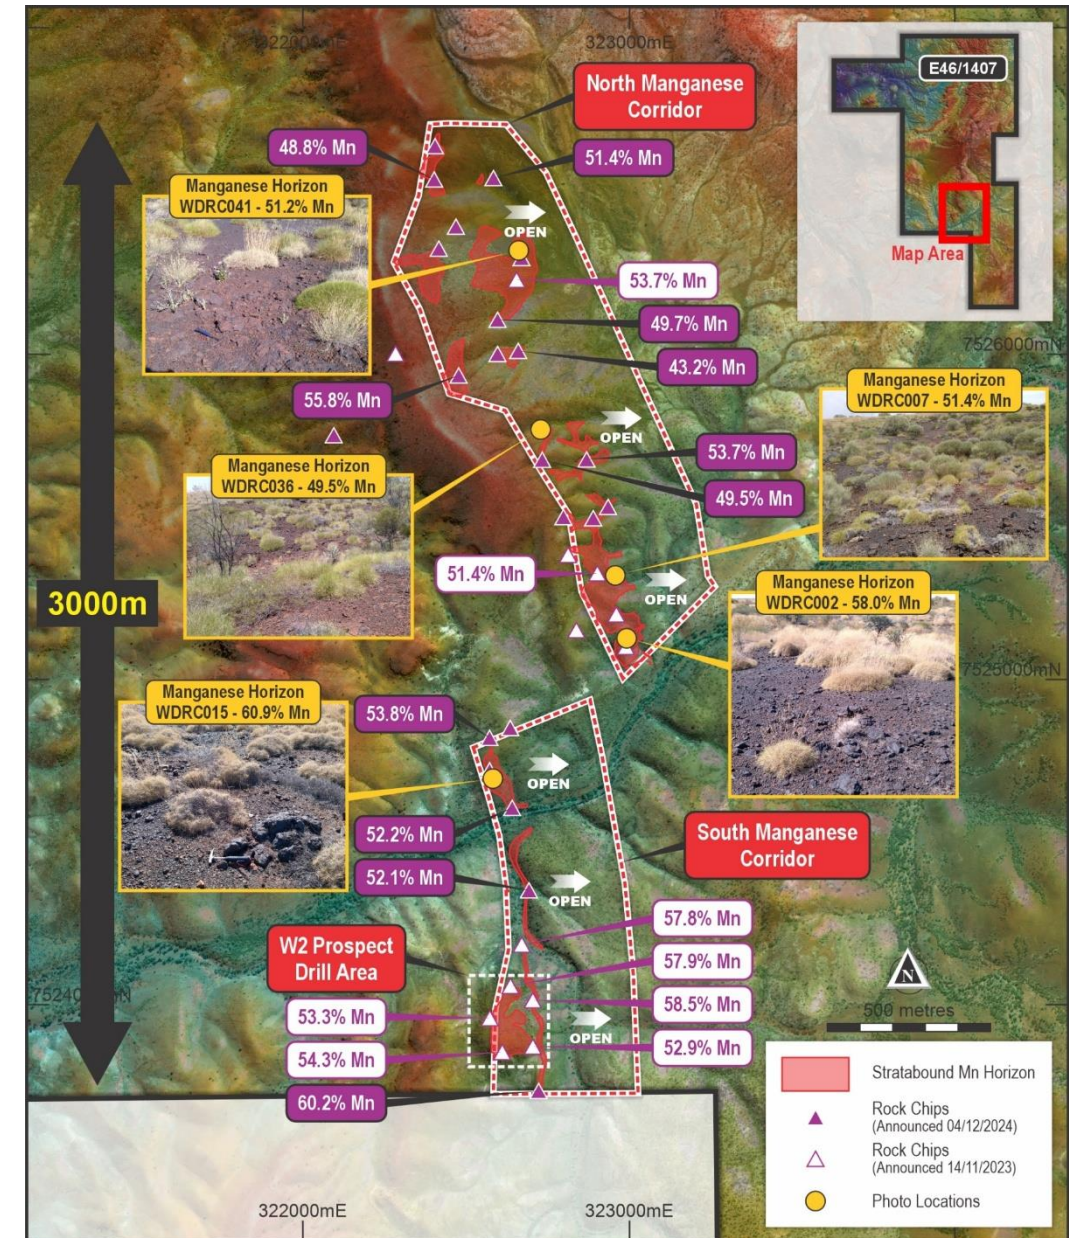 322000mE
323000mE
E46/1407
Map Area
North Manganese
Corridor
48.8% Mn
51.4% Mn
Manganese Horizon
WDRC041 - 51.2% Mn
OPEN
53.7% Mn
49.7% Mn
7526000mN
43.2% Mn
55.8% Mn
Manganese Horizon
WDRC007 - 51.4% Mn
OPEN
53.7% Mn
Manganese Horizon
WDRC036 - 49.5% Mn
49.5% Mn
51.4% Mn
OPEN
Manganese Horizon
WDRC002 - 58.0% Mn
3000m
7525000mN
Manganese Horizon
WDRC015 - 60.9% Mn
53.8% Mn
OPEN
52.2% Mn
South Manganese
Corridor
52.1% Mn
OPEN
57.8% Mn
W2 Prospect
Drill Area
57.9% Mn
N
7524000mN
58.5% Mn
500 metres
53.3% Mn
OPEN
52.9% Mn
54.3% Mn
60.2% Mn
Stratabound Mn Horizon
Rock Chips
(Announced 04/12/2024)
Rock Chips
(Announced 14/11/2023)
Photo Locations
322000mE
323000mE